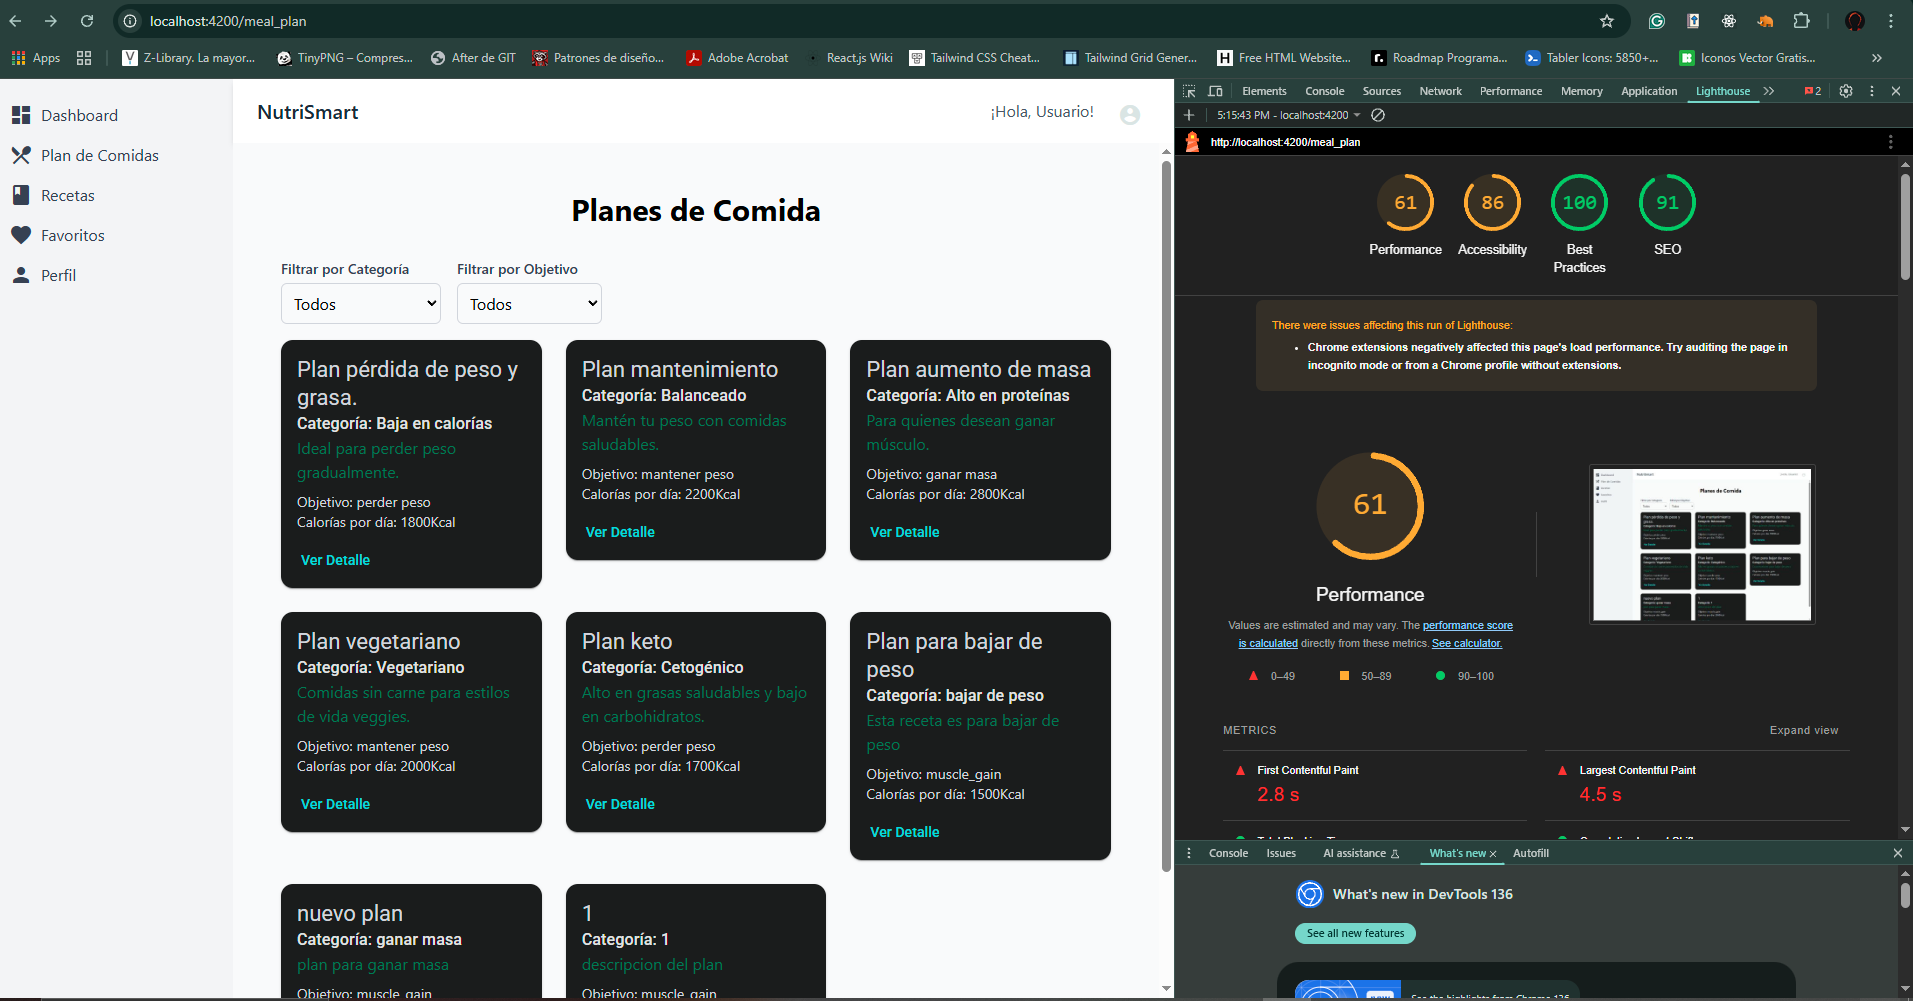 localhost:4200/meal_plan
Apps
Z-Library. La mayor...
TinyPNG – Compres...
After de GIT
Patrones de diseño...
Adobe Acrobat
React.js Wiki
Tailwind CSS Cheat...
Tailwind Grid Gener...
Free HTML Website...
Roadmap Programa...
Tabler Icons: 5850+...
Iconos Vector Gratis...
Dashboard
Plan de Comidas
Recetas
Favoritos
Perfil
NutriSmart
¡Hola, Usuario!
Planes de Comida
Filtrar por Categoría
Todos
Filtrar por Objetivo
Todos
Plan pérdida de peso y
grasa.
Categoría: Baja en calorías
Ideal para perder peso
gradualmente.
Objetivo: perder peso
Calorías por día: 1800Kcal
Ver Detalle
Plan mantenimiento
Categoría: Balanceado
Mantén tu peso con comidas
saludables.
Objetivo: mantener peso
Calorías por día: 2200Kcal
Ver Detalle
Plan aumento de masa
Categoría: Alto en proteínas
Para quienes desean ganar
músculo.
Objetivo: ganar masa
Calorías por día: 2800Kcal
Ver Detalle
Plan vegetariano
Categoría: Vegetariano
Comidas sin carne para estilos
de vida veggies.
Objetivo: mantener peso
Calorías por día: 2000Kcal
Ver Detalle
Plan keto
Categoría: Cetogénico
Alto en grasas saludables y bajo
en carbohidratos.
Objetivo: perder peso
Calorías por día: 1700Kcal
Ver Detalle
Plan para bajar de
peso
Categoría: bajar de peso
Esta receta es para bajar de
peso
Objetivo: muscle_gain
Calorías por día: 1500Kcal
Ver Detalle
nuevo plan
Categoría: ganar masa
plan para ganar masa
Objetivo: muscle_gain
1
Categoría: 1
descripcion del plan
Objetivo: muscle_gain
Elements
Console
Sources
Network
Performance
Memory
Application
Lighthouse
2
5:15:43 PM - localhost:4200
http://localhost:4200/meal_plan
61
Performance
86
Accessibility
100
Best
Practices
91
SEO
There were issues affecting this run of Lighthouse:
• Chrome extensions negatively affected this page's load performance. Try auditing the page in
incognito mode or from a Chrome profile without extensions.
61
Performance
Values are estimated and may vary. The performance score
is calculated directly from these metrics. See calculator.
0–49
50–89
90–100
Planes de Comida
METRICS
Expand view
First Contentful Paint
2.8 s
Largest Contentful Paint
4.5 s
Console
Issues
AI assistance
What's new
Autofill
What's new in DevTools 136
See all new features
See the highlights from Chrome 136